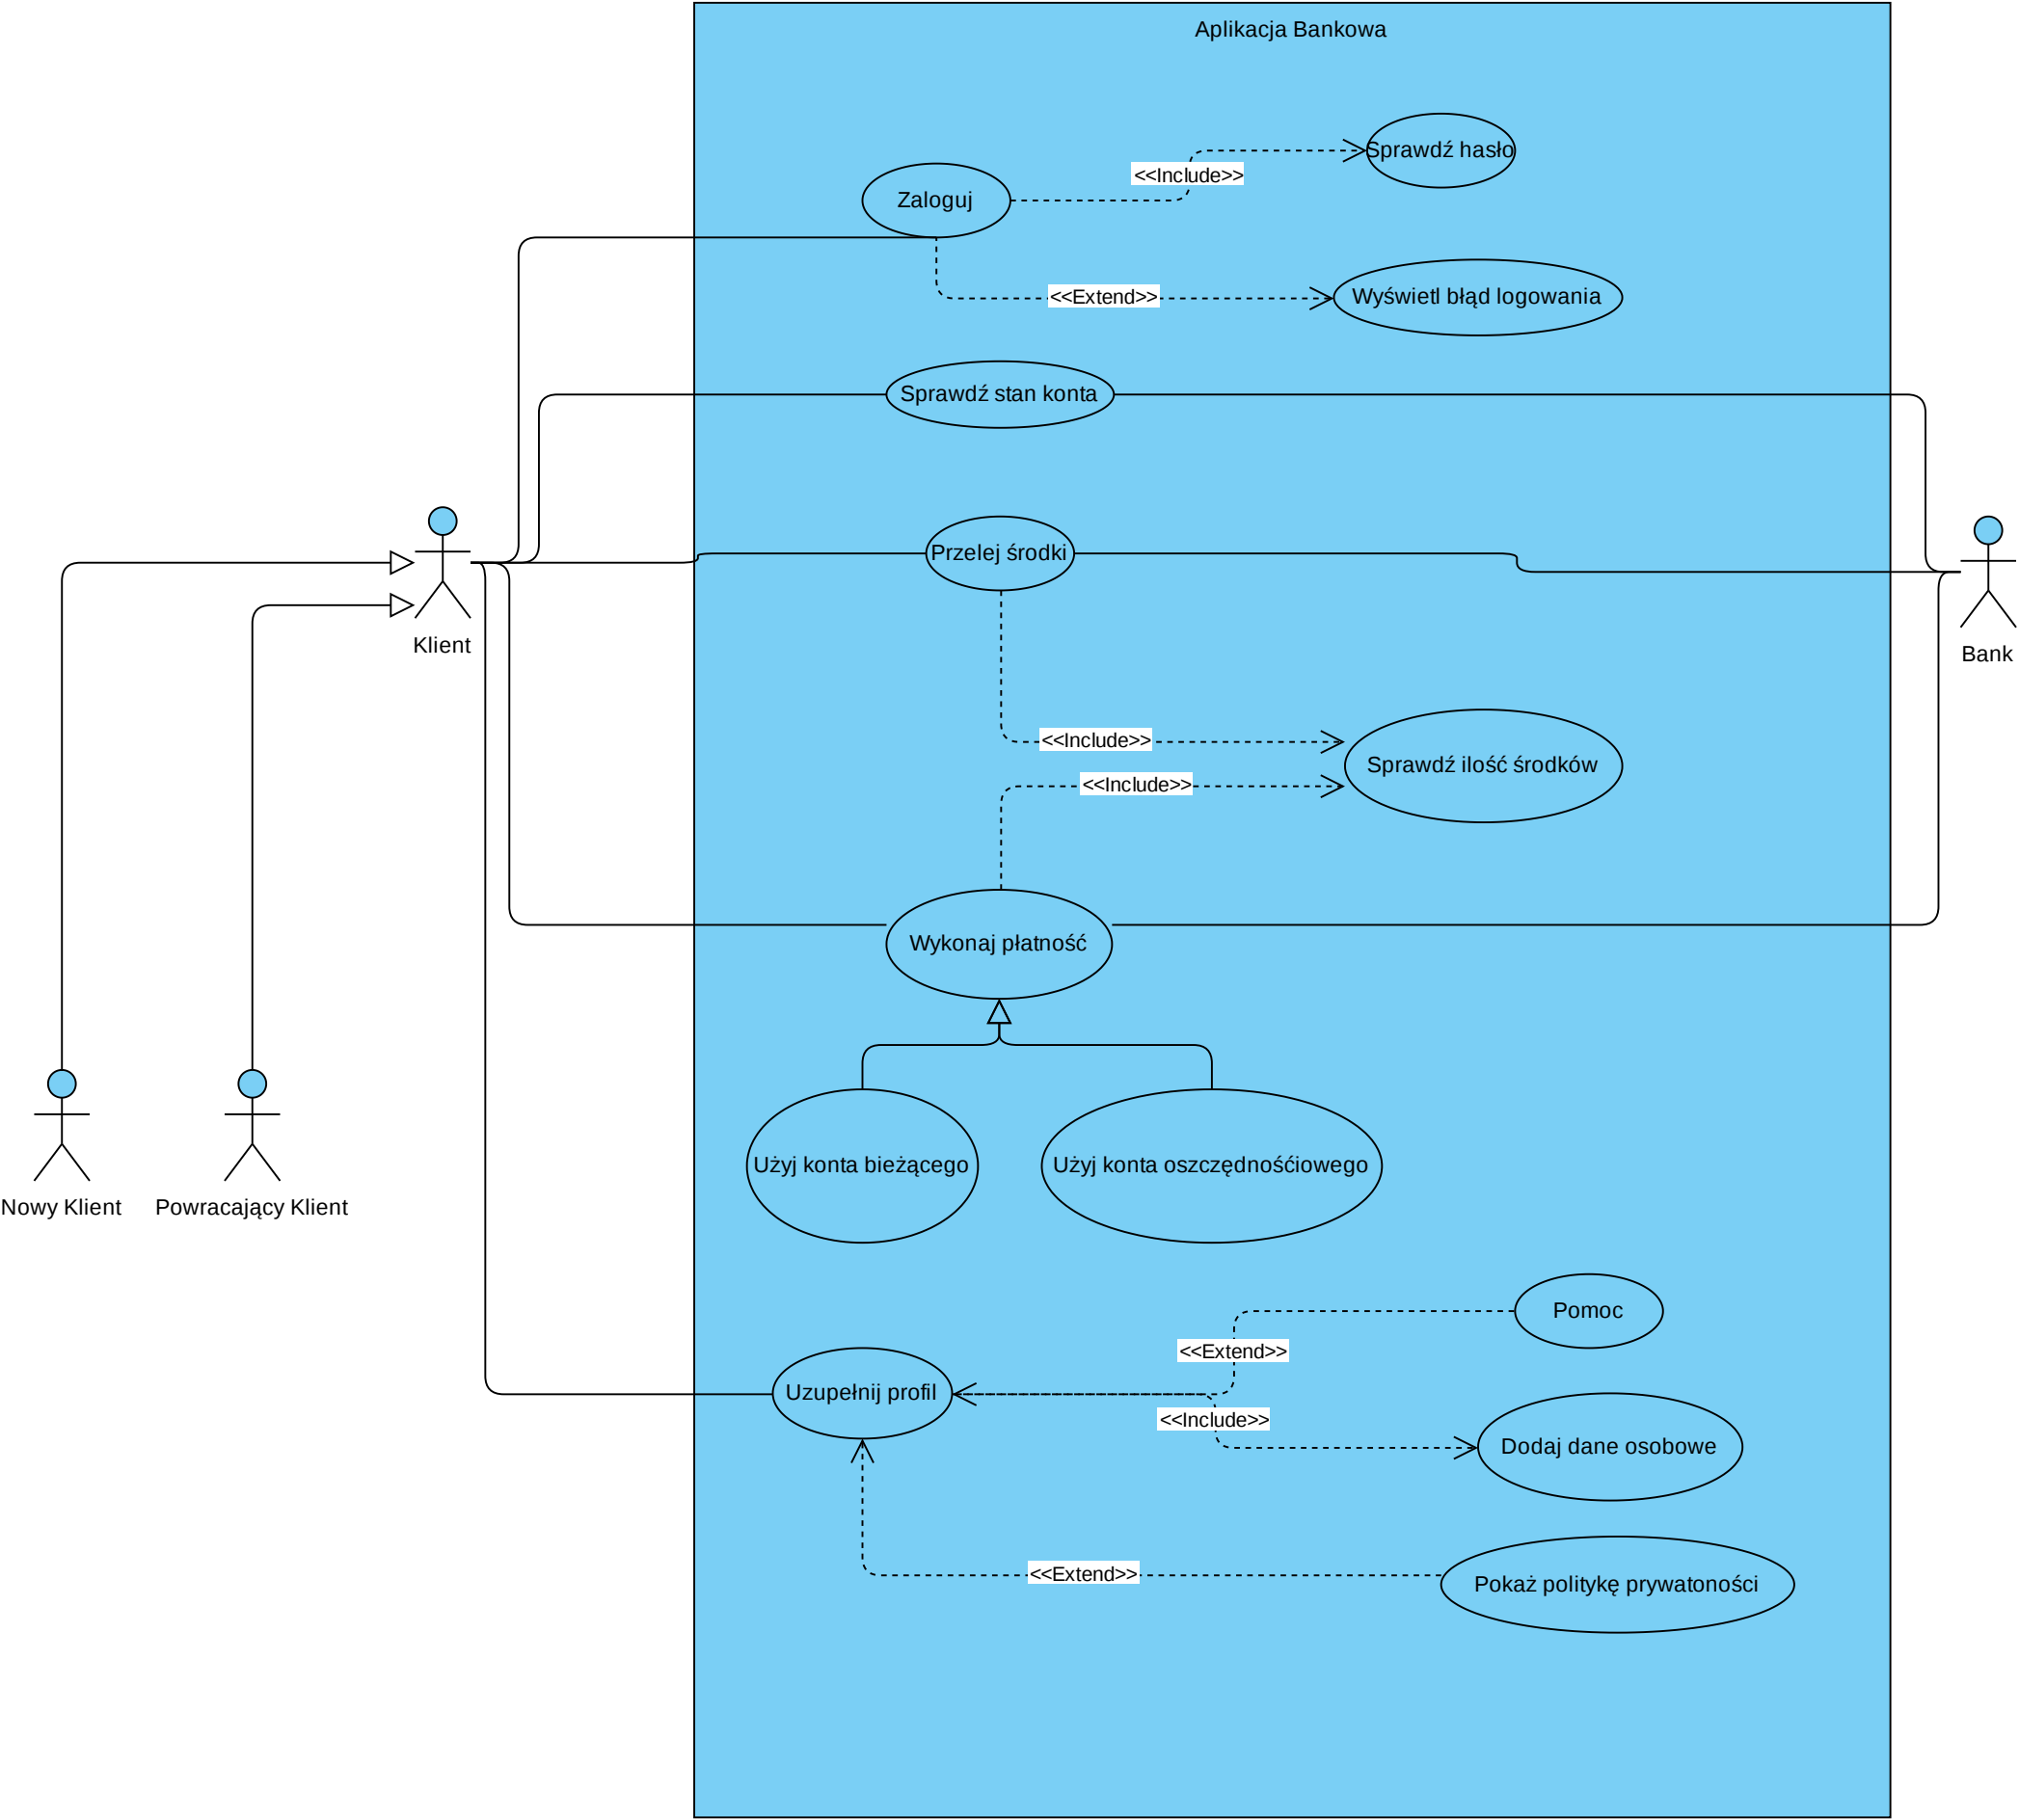 Aplikacja Bankowa
Sprawdź hasło
<<Include>>
Zaloguj
<<Extend>>
Wyświetl błąd logowania
Sprawdź stan konta
Przelej środki
Klient
Bank
<<Include>>
Sprawdź ilość środków
<<Include>>
Wykonaj płatność
Użyj konta bieżącego
Użyj konta oszczędnośćiowego
Nowy Klient
Powracający Klient
Pomoc
<<Extend>>
Uzupełnij profil
<<Include>>
Dodaj dane osobowe
<<Extend>>
Pokaż politykę prywatoności